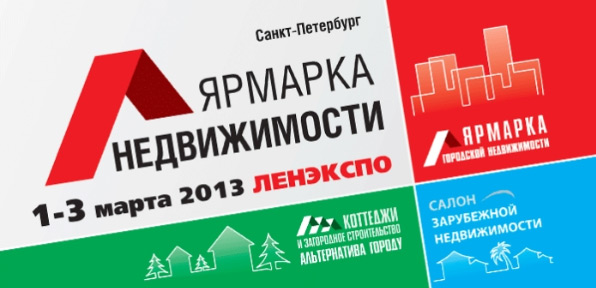 Санкт-Петербург
ЯРМАРКА
НЕДВИЖИМОСТИ
1-3 марта 2013 ЛЕНЭКСПО
ЯРМАРКА
ГОРОДСКОЙ НЕДВИЖИМОСТИ
КОТТЕДЖИ
И ЗАГОРОДНОЕ СТРОИТЕЛЬСТВО
АЛЬТЕРНАТИВА ГОРОДУ
САЛОН
ЗАРУБЕЖНОЙ
НЕДВИЖИМОСТИ